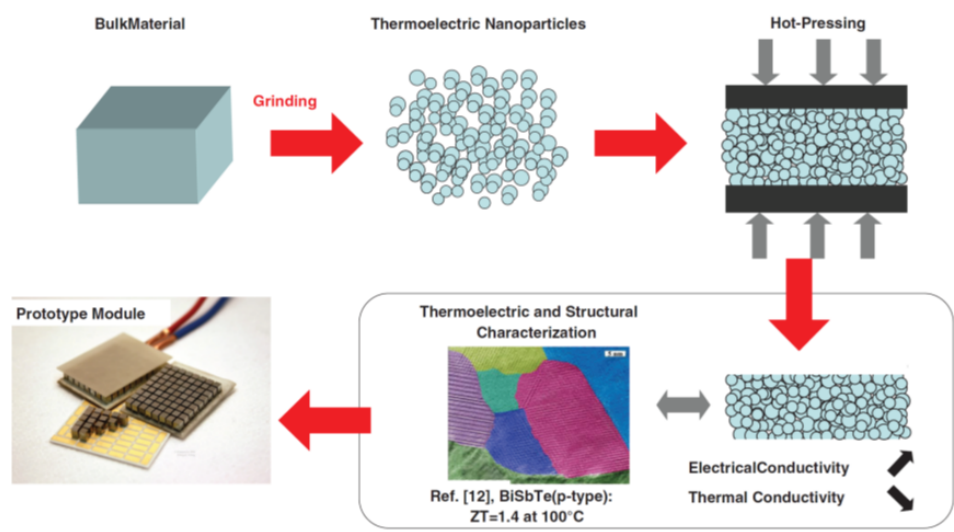 BulkMaterial
Thermoelectric Nanoparticles
Hot-Pressing
Grinding
Prototype Module
Thermoelectric and Structural
Characterization
ElectricalConductivity
Thermal Conductivity
Ref. [12], BiSbTe(p-type):
ZT=1.4 at 100°C